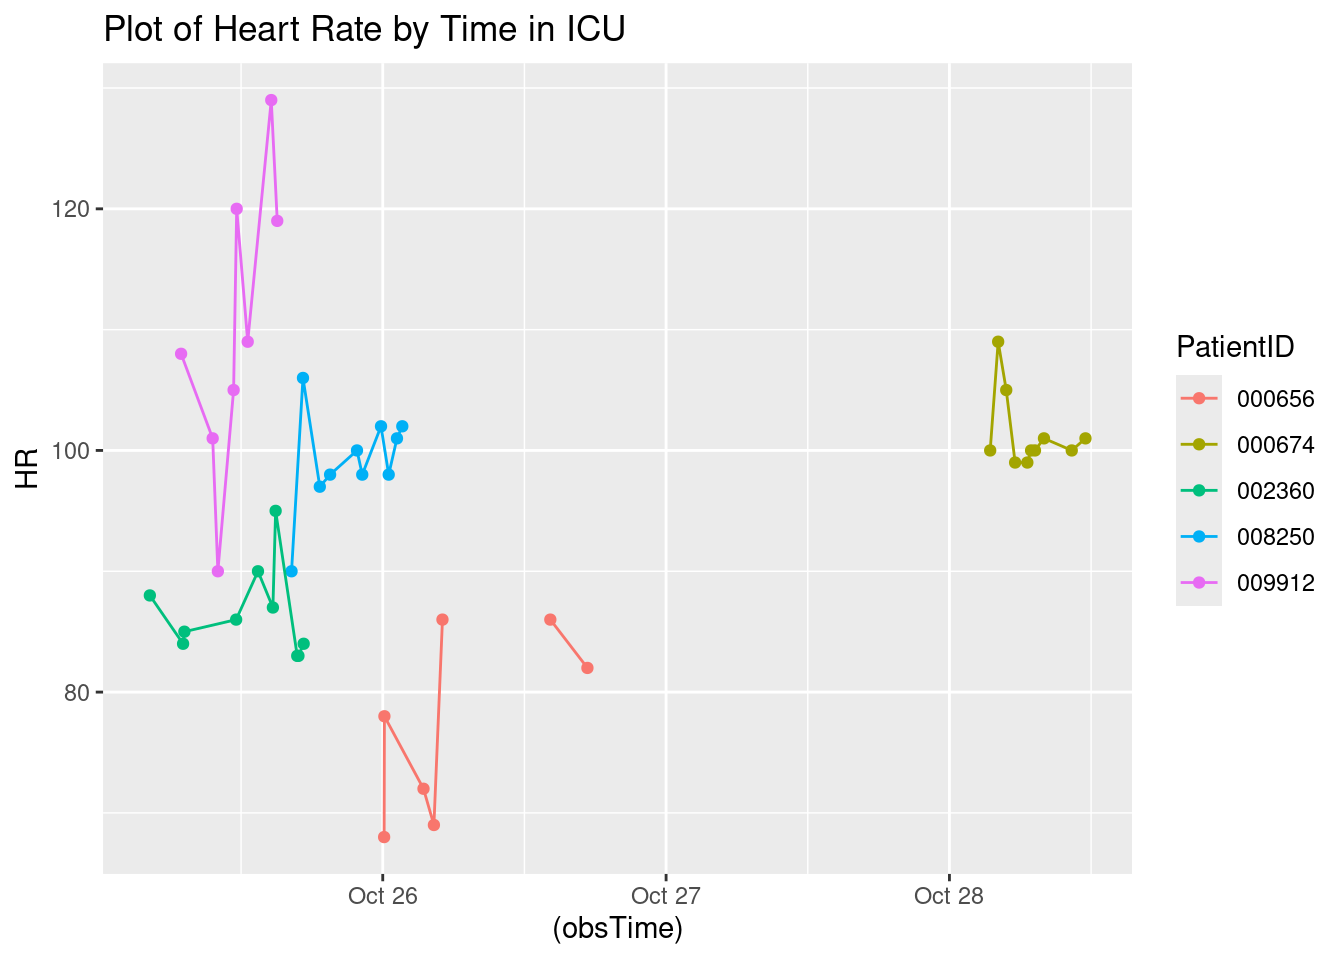 Plot of Heart Rate by Time in ICU
HR
120
100
80
Oct 26
Oct 27
Oct 28
(obsTime)
PatientID
000656
000674
002360
008250
009912